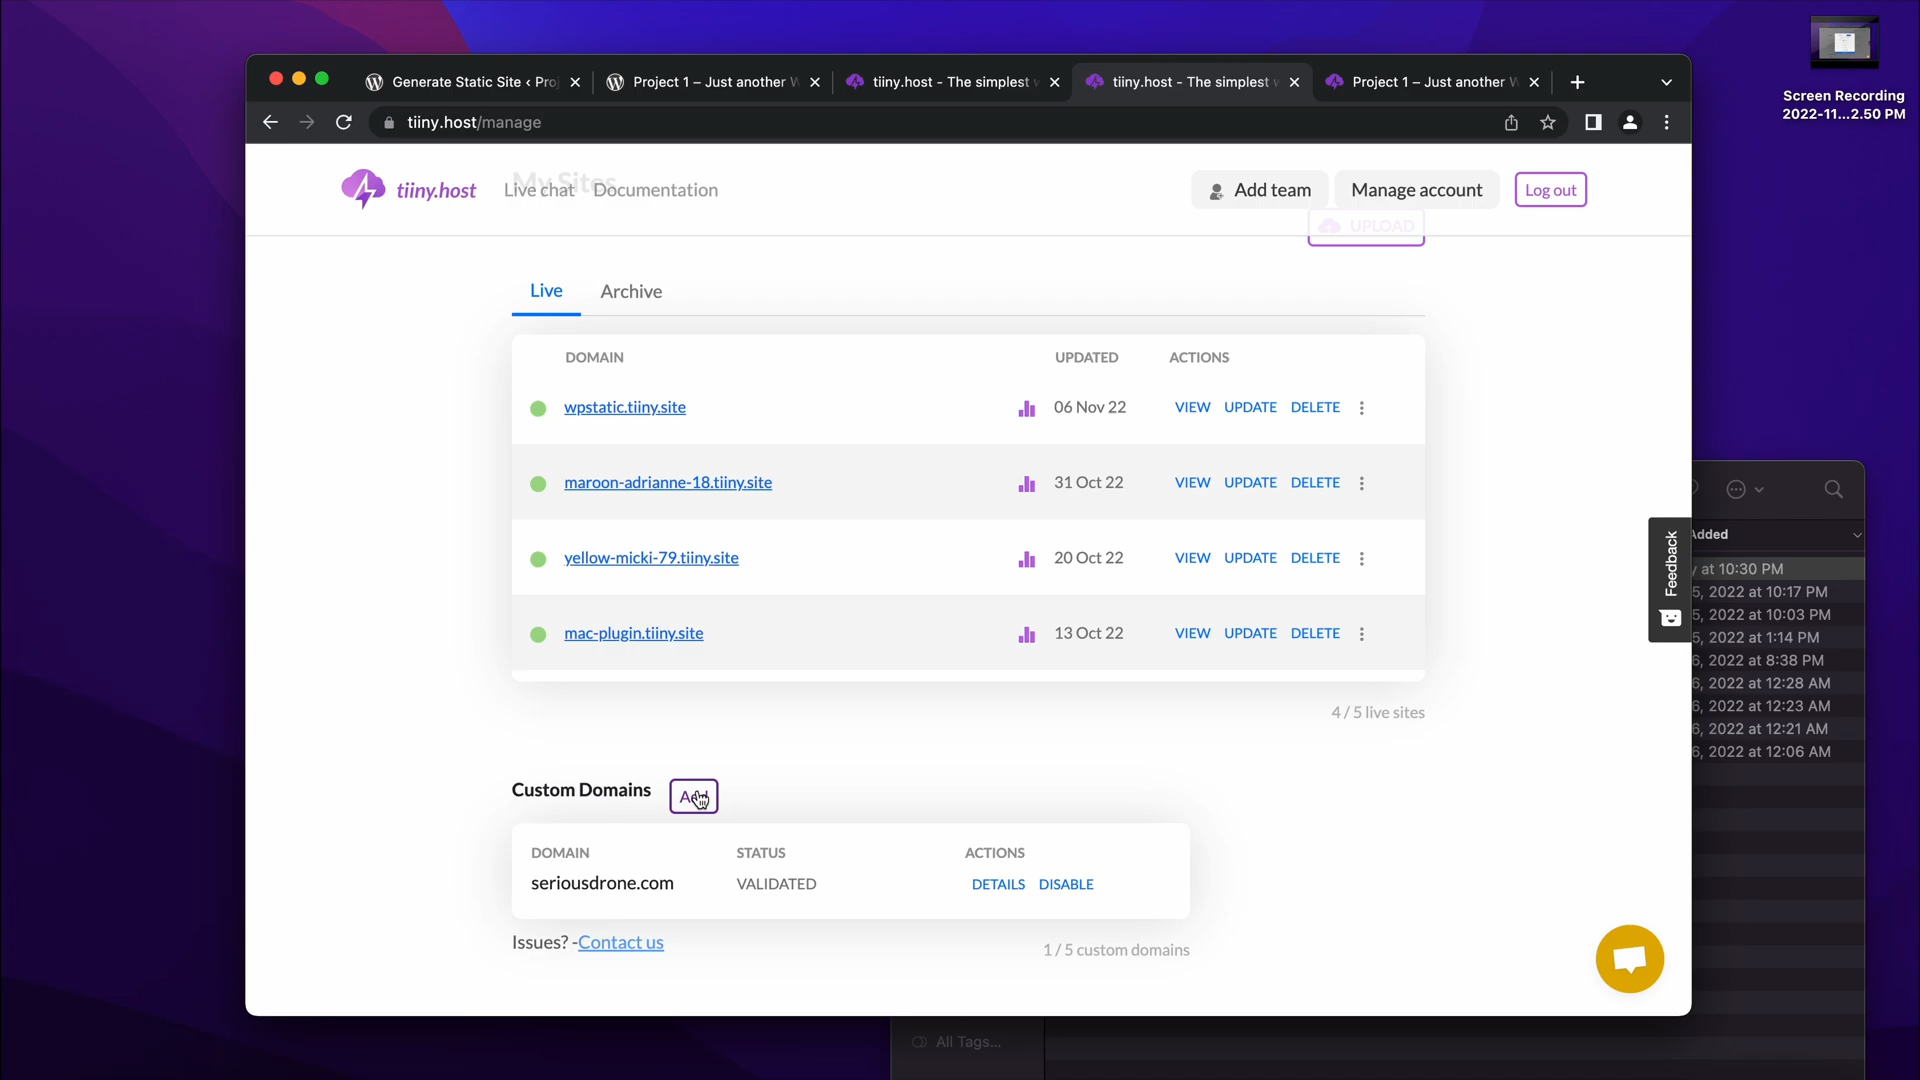 Screen Recording
2022-11...2.50 PM
Generate Static Site ‹ Proj
Project 1 – Just another W
tiiny.host - The simplest w
tiiny.host - The simplest w
Project 1 – Just another W
tiiny.host/manage
tiiny.host
My Sites
Live chat
Documentation
Add team
Manage account
Log out
UPLOAD
Live
Archive
DOMAIN UPDATED ACTIONS
wpstatic.tiiny.site 06 Nov 22 VIEW UPDATE DELETE
maroon-adrianne-18.tiiny.site 31 Oct 22 VIEW UPDATE DELETE
yellow-micki-79.tiiny.site 20 Oct 22 VIEW UPDATE DELETE
mac-plugin.tiiny.site 13 Oct 22 VIEW UPDATE DELETE
4 / 5 live sites
Custom Domains Add
DOMAIN STATUS ACTIONS
seriousdrone.com VALIDATED DETAILS DISABLE
Issues? -Contact us
1 / 5 custom domains
Feedback
Added
y at 10:30 PM
5, 2022 at 10:17 PM
5, 2022 at 10:03 PM
5, 2022 at 1:14 PM
6, 2022 at 8:38 PM
6, 2022 at 12:28 AM
6, 2022 at 12:23 AM
6, 2022 at 12:21 AM
6, 2022 at 12:06 AM
All Tags...